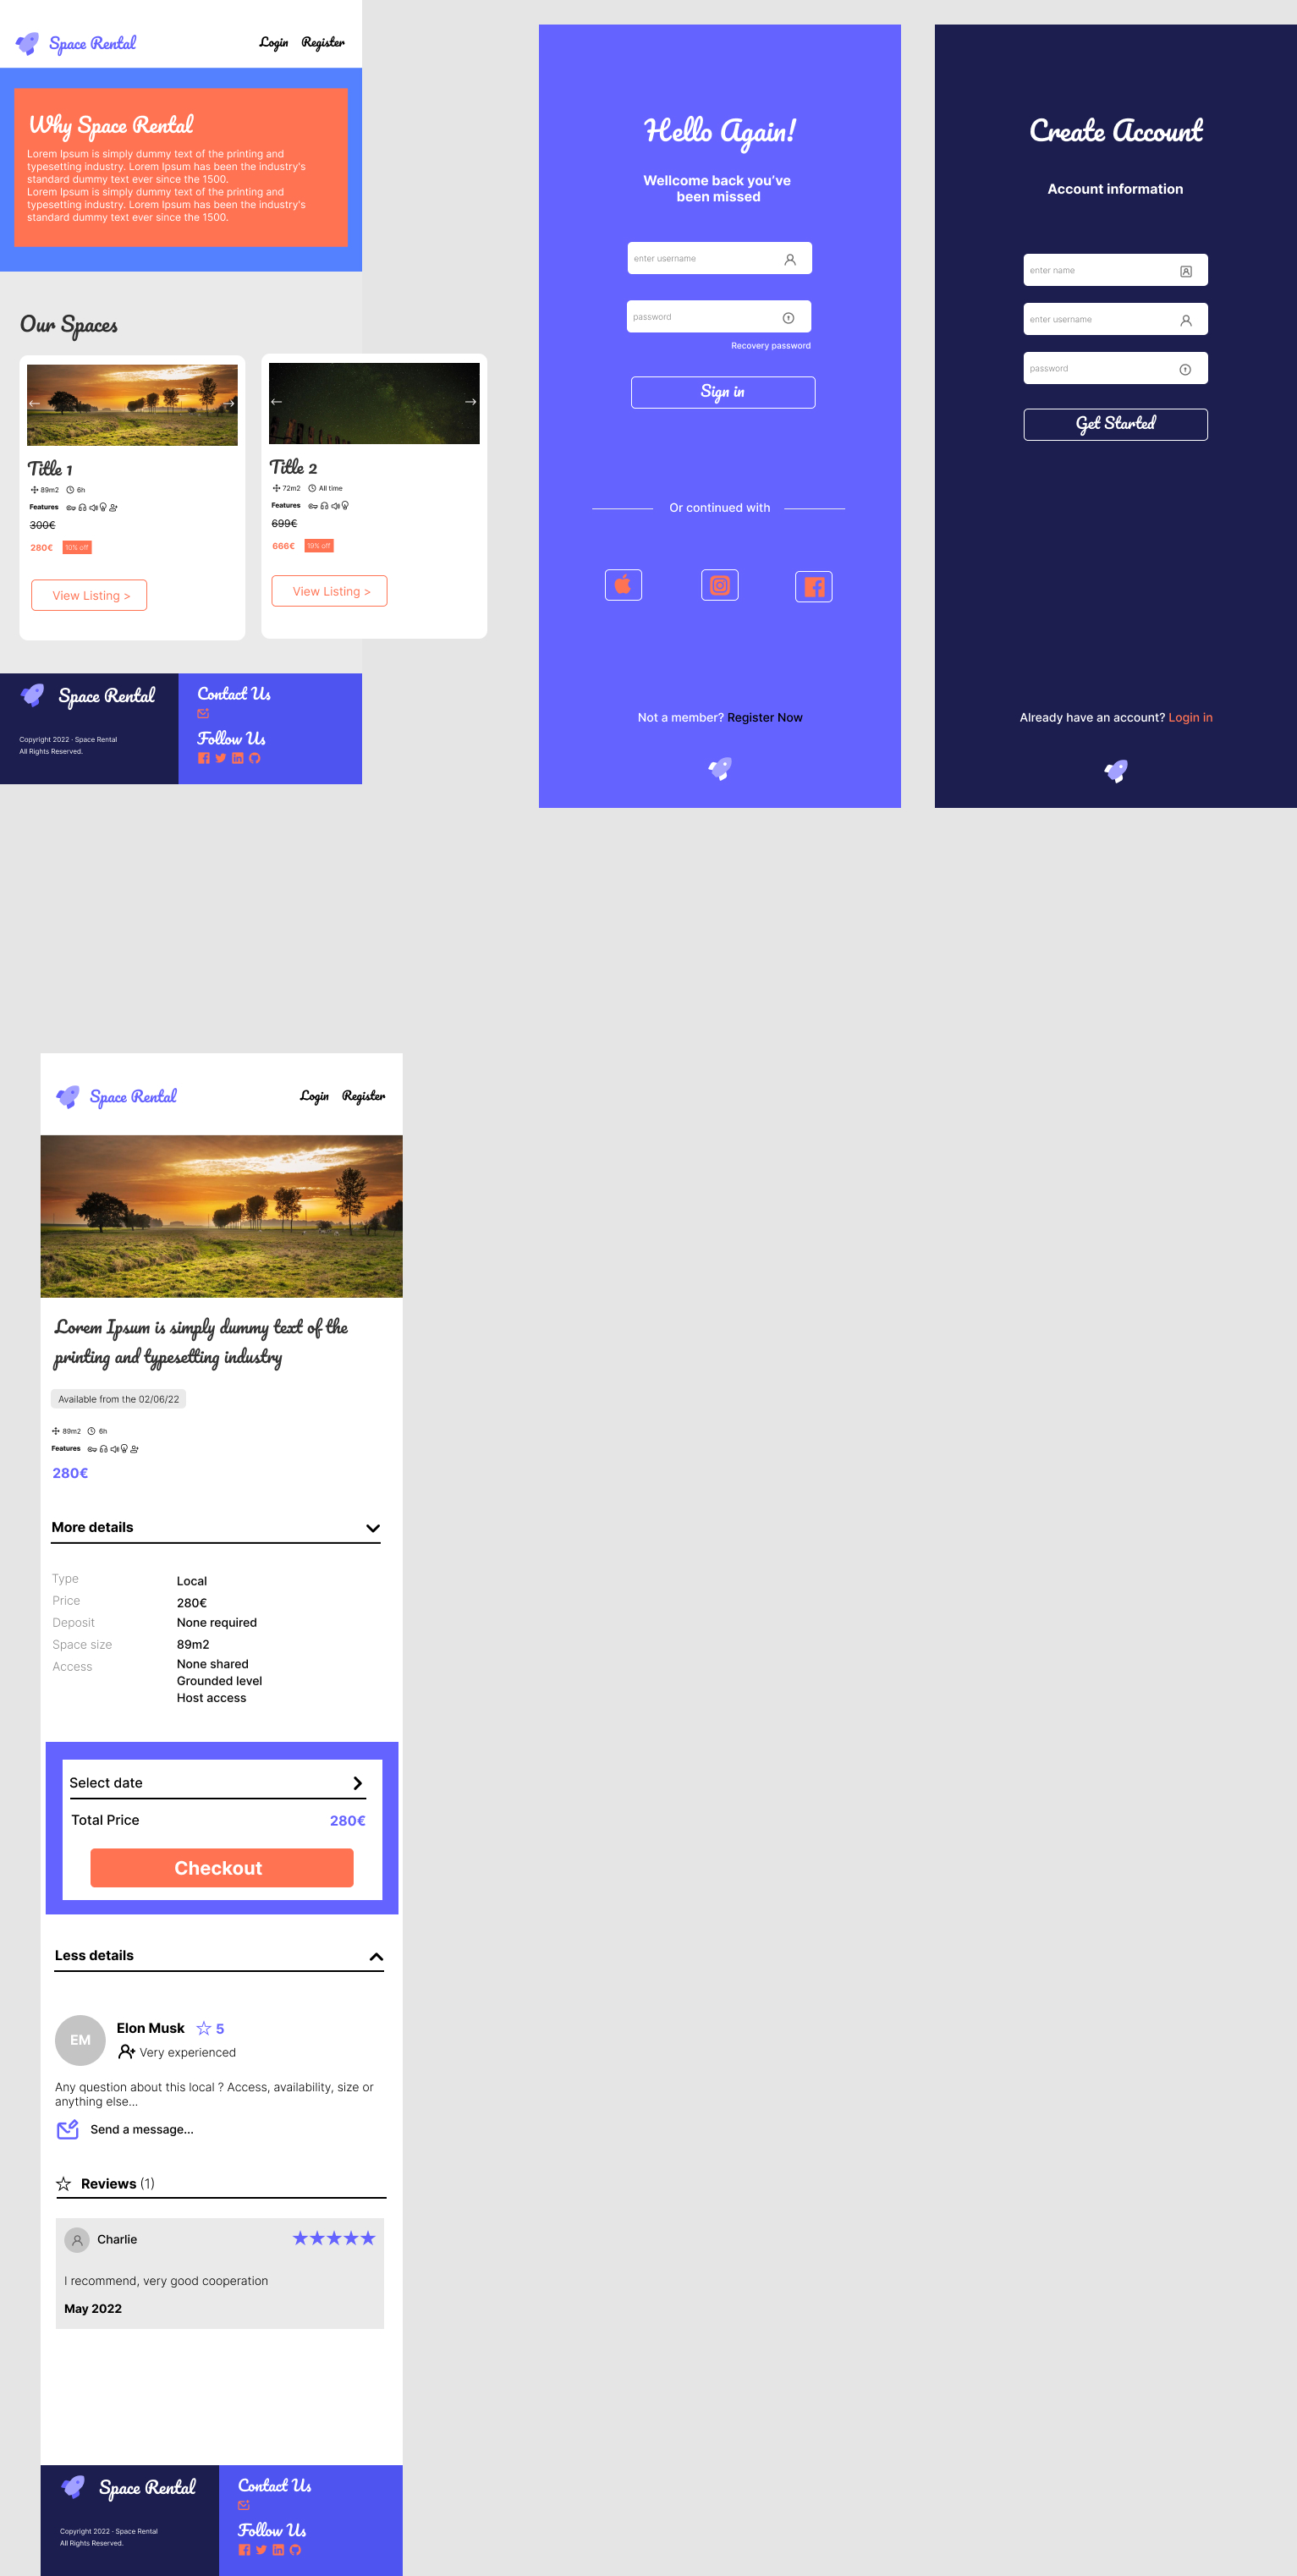 Space Rental
Login Register
Why Space Rental
Lorem Ipsum is simply dummy text of the printing and
typesetting industry. Lorem Ipsum has been the industry's
standard dummy text ever since the 1500.
Lorem Ipsum is simply dummy text of the printing and
typesetting industry. Lorem Ipsum has been the industry's
standard dummy text ever since the 1500.
Our Spaces
Title 1
89m2 6h
Features
300€
280€ 10% off
View Listing >
Title 2
72m2 All time
Features
699€
666€ 19% off
View Listing >
Space Rental
Copyright 2022 · Space Rental
All Rights Reserved.
Contact Us
Follow Us
Hello Again!
Wellcome back you've
been missed
enter username
password
Recovery password
Sign in
Or continued with
Not a member? Register Now
Create Account
Account information
enter name
enter username
password
Get Started
Already have an account? Login in
Space Rental
Login Register
Lorem Ipsum is simply dummy text of the
printing and typesetting industry
Available from the 02/06/22
89m2 6h
Features
280€
More details
Type Local
Price 280€
Deposit None required
Space size 89m2
Access None shared
Grounded level
Host access
Select date
Total Price 280€
Checkout
Less details
EM
Elon Musk 5
Very experienced
Any question about this local ? Access, availability, size or
anything else...
Send a message...
Reviews (1)
Charlie
I recommend, very good cooperation
May 2022
Space Rental
Copyright 2022 · Space Rental
All Rights Reserved.
Contact Us
Follow Us